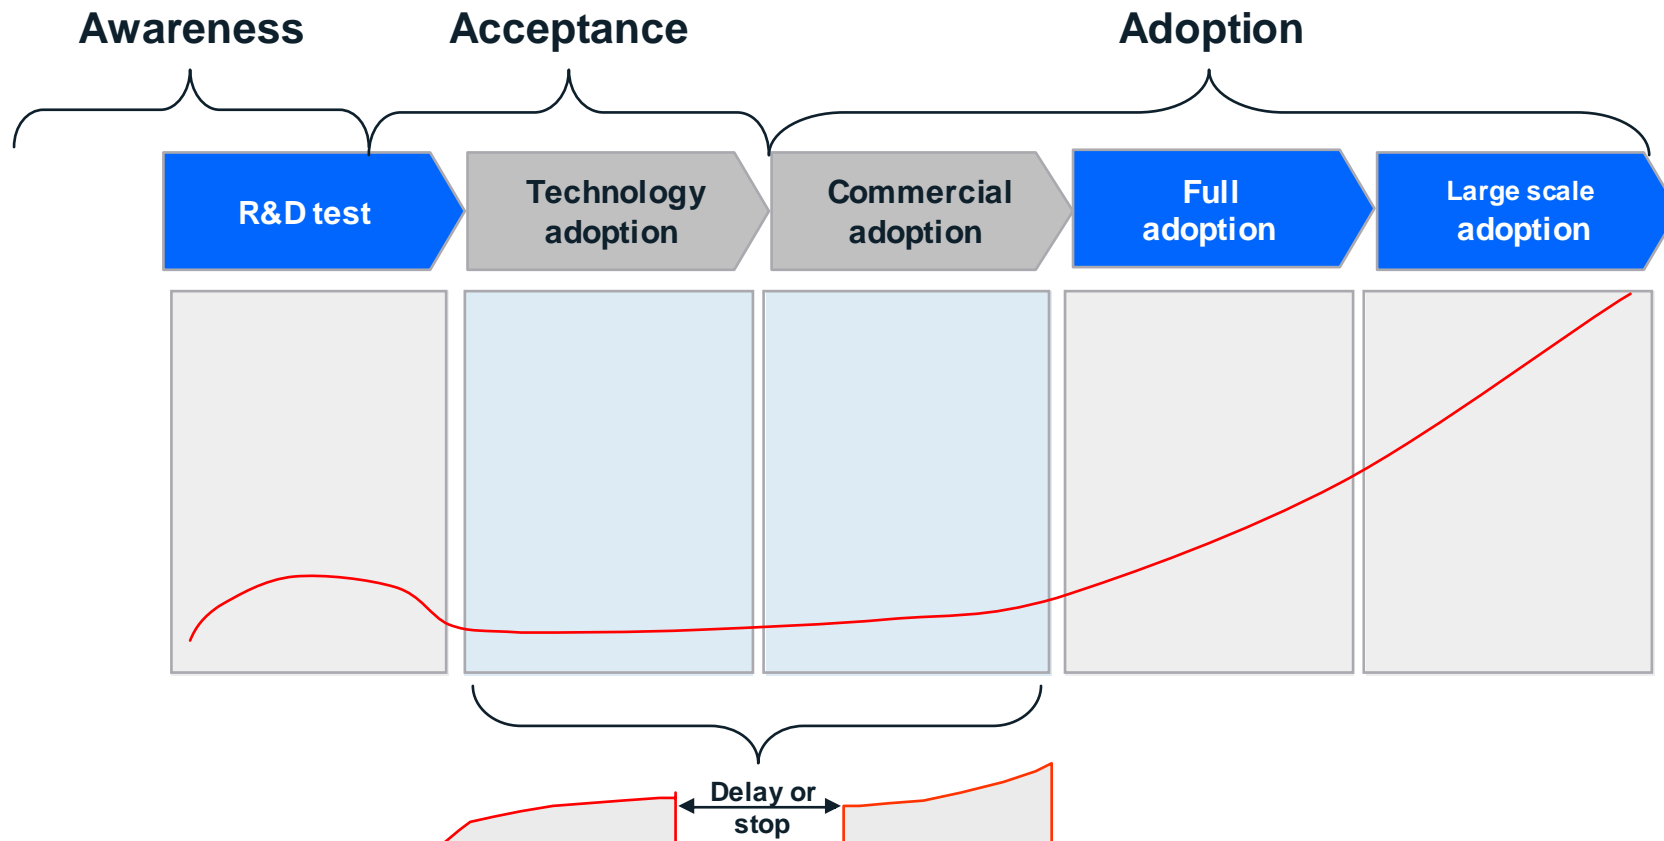 Awareness
Acceptance
Adoption
R&D test
Technology
adoption
Commercial
adoption
Full
adoption
Large scale
adoption
Delay or
stop